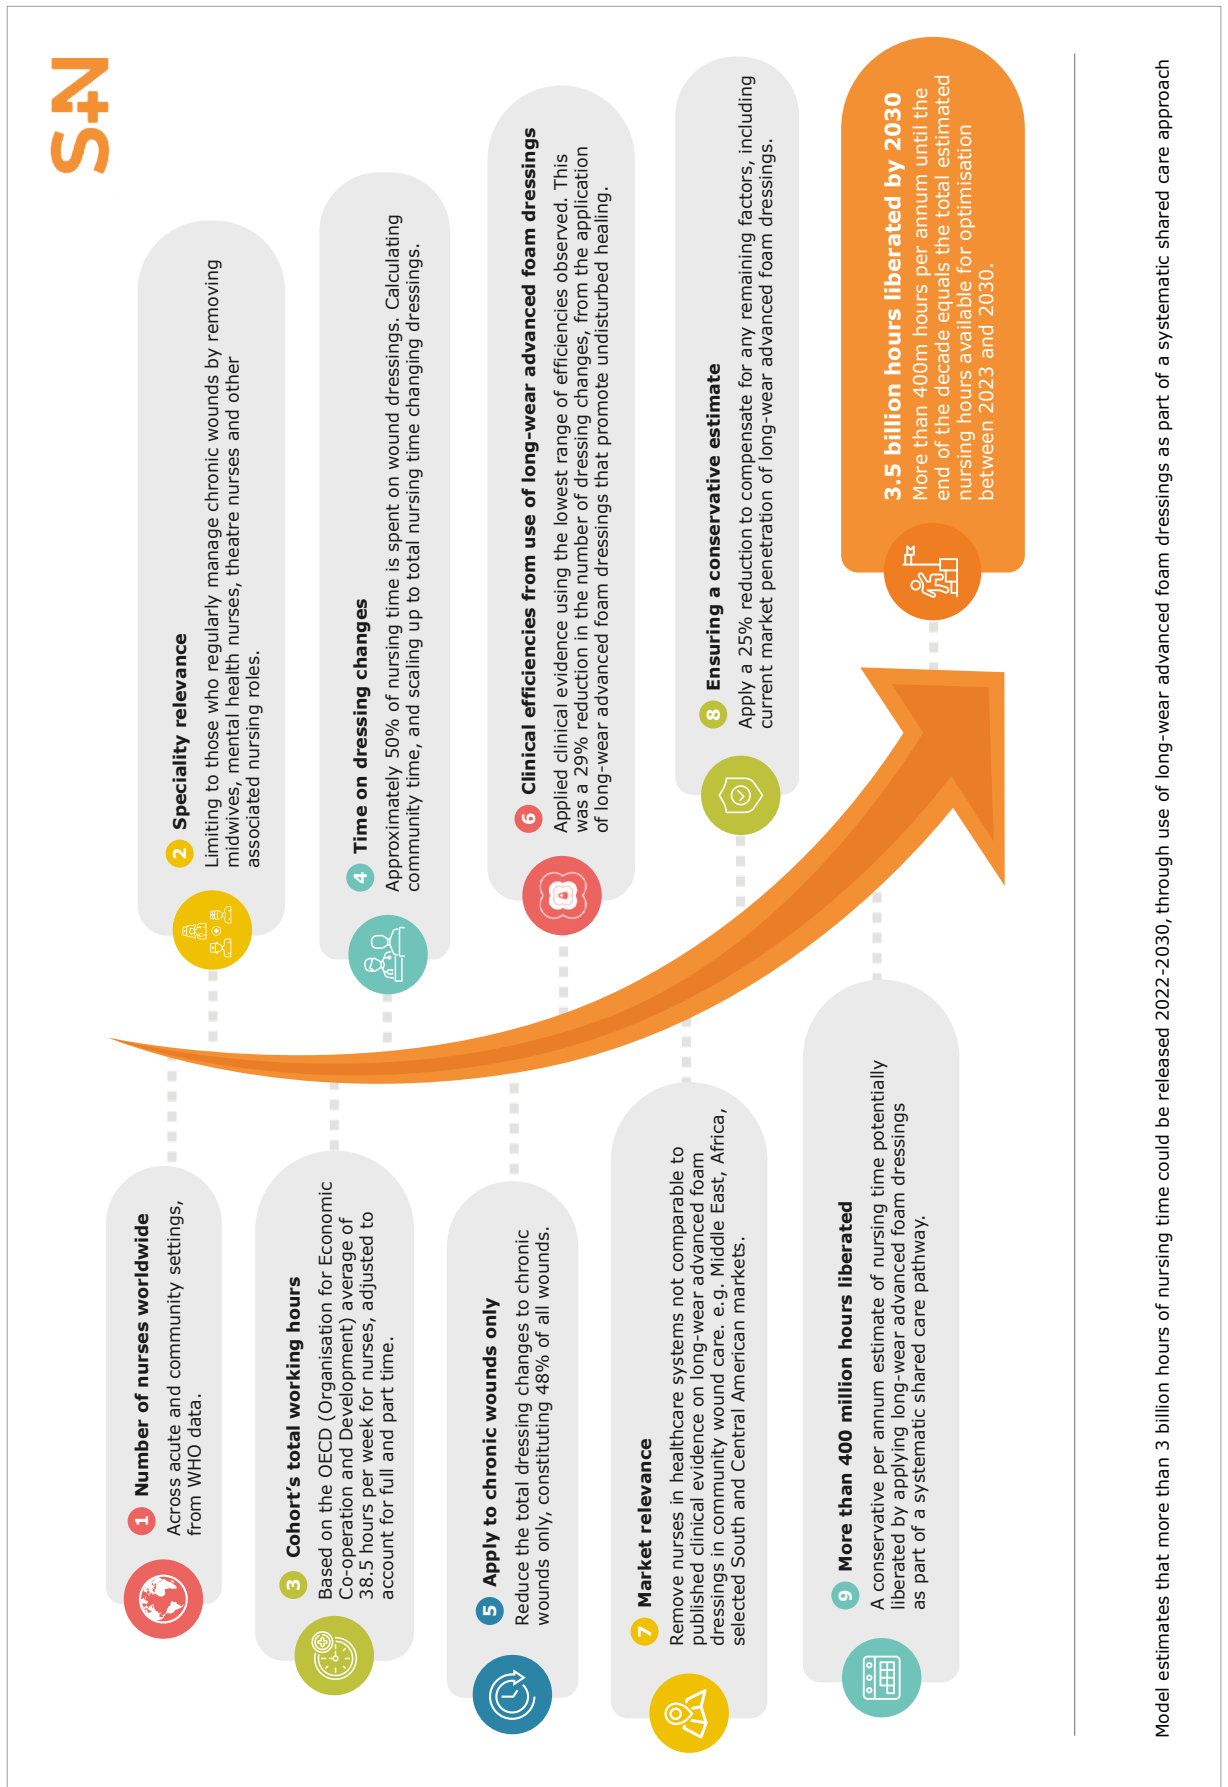 S+N
1 Number of nurses worldwide
Across acute and community settings,
from WHO data.
2 Speciality relevance
Limiting to those who regularly manage chronic wounds by removing
midwives, mental health nurses, theatre nurses and other
associated nursing roles.
3 Cohort’s total working hours
Based on the OECD (Organisation for Economic
Co-operation and Development) average of
38.5 hours per week for nurses, adjusted to
account for full and part time.
4 Time on dressing changes
Approximately 50% of nursing time is spent on wound dressings. Calculating
community time, and scaling up to total nursing time changing dressings.
5 Apply to chronic wounds only
Reduce the total dressing changes to chronic
wounds only, constituting 48% of all wounds.
6 Clinical efficiencies from use of long-wear advanced foam dressings
Applied clinical evidence using the lowest range of efficiencies observed. This
was a 29% reduction in the number of dressing changes, from the application
of long-wear advanced foam dressings that promote undisturbed healing.
7 Market relevance
Remove nurses in healthcare systems not comparable to
published clinical evidence on long-wear advanced foam
dressings in community wound care. e.g. Middle East, Africa,
selected South and Central American markets.
8 Ensuring a conservative estimate
Apply a 25% reduction to compensate for any remaining factors, including
current market penetration of long-wear advanced foam dressings.
9 More than 400 million hours liberated
A conservative per annum estimate of nursing time potentially
liberated by applying long-wear advanced foam dressings
as part of a systematic shared care pathway.
3.5 billion hours liberated by 2030
More than 400m hours per annum until the
end of the decade equals the total estimated
nursing hours available for optimisation
between 2023 and 2030.
Model estimates that more than 3 billion hours of nursing time could be released 2022-2030, through use of long-wear advanced foam dressings as part of a systematic shared care approach